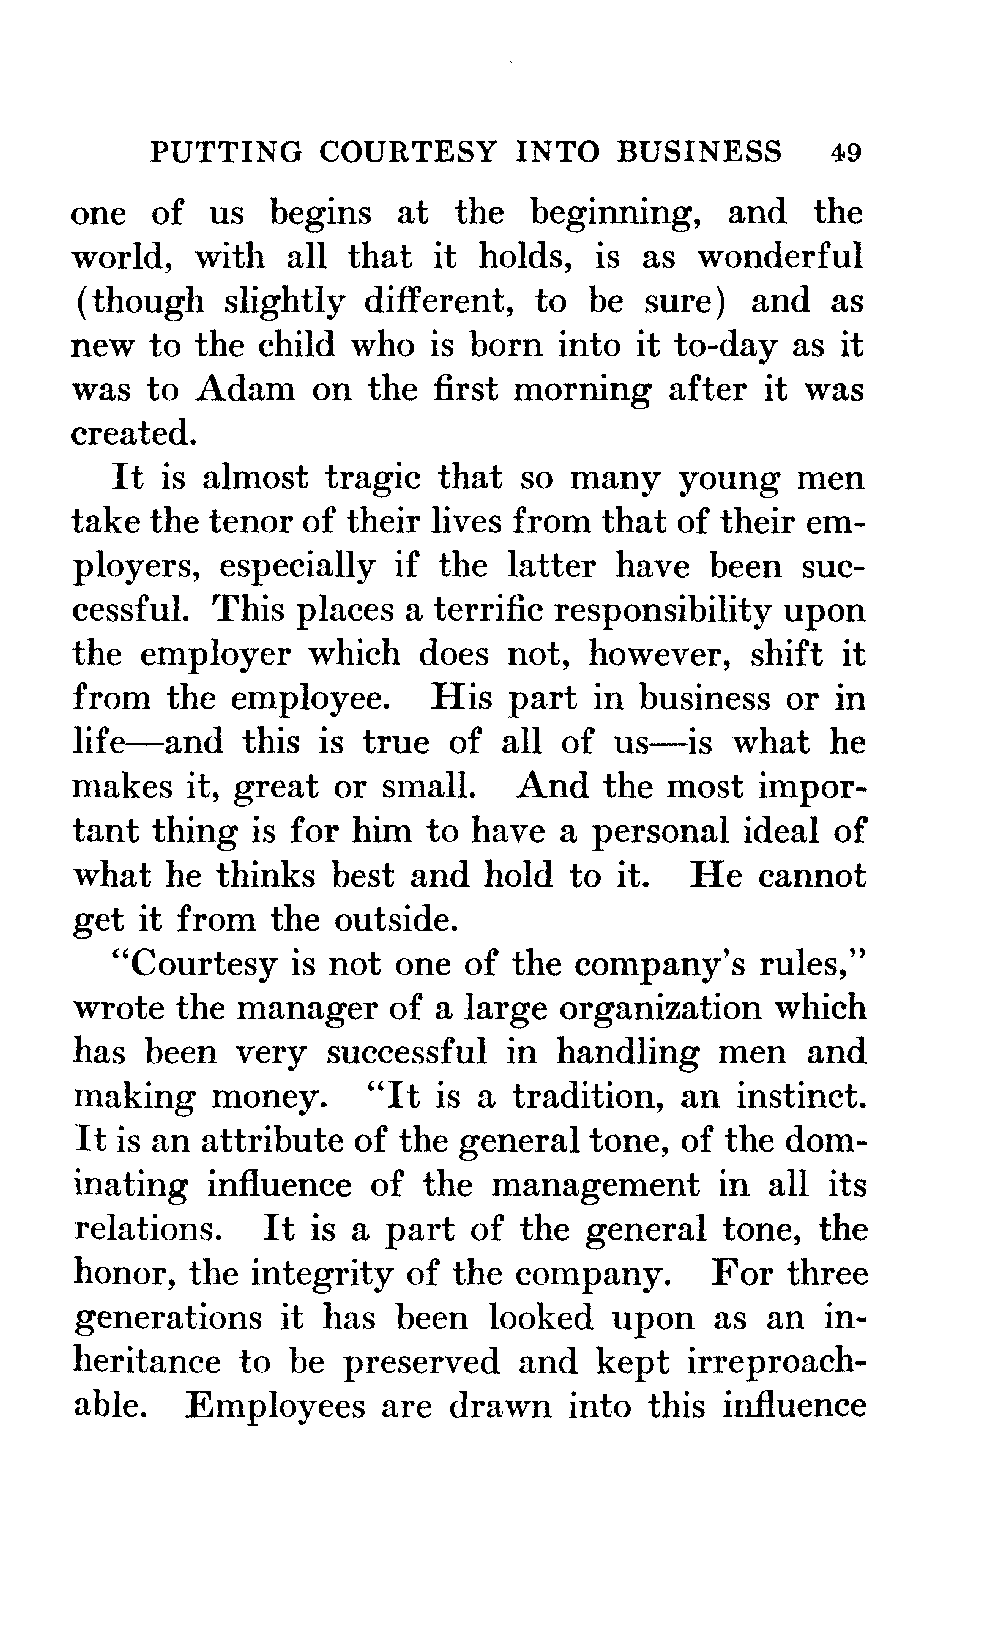 PUTTING COURTESY INTO BUSINESS 49
one of us begins at the beginning, and the
world, with all that it holds, is as wonderful
(though slightly different, to be sure) and as
new to the child who is born into it to-day as it
was to Adam on the first morning after it was
created.
It is almost tragic that so many young men
take the tenor of their lives from that of their em-
ployers, especially if the latter have been suc-
cessful. This places a terrific responsibility upon
the employer which does not, however, shift it
from the employee. His part in business or in
life—and this is true of all of us—is what he
makes it, great or small. And the most impor-
tant thing is for him to have a personal ideal of
what he thinks best and hold to it. He cannot
get it from the outside.
"Courtesy is not one of the company's rules,"
wrote the manager of a large organization which
has been very successful in handling men and
making money. "It is a tradition, an instinct.
It is an attribute of the general tone, of the dom-
inating influence of the management in all its
relations. It is a part of the general tone, the
honor, the integrity of the company. For three
generations it has been looked upon as an in-
heritance to be preserved and kept irreproach-
able. Employees are drawn into this influence